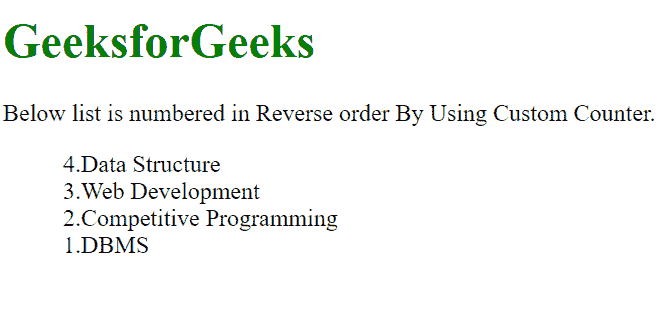 GeeksforGeeks
Below list is numbered in Reverse order By Using Custom Counter.
4.Data Structure
3.Web Development
2.Competitive Programming
1.DBMS